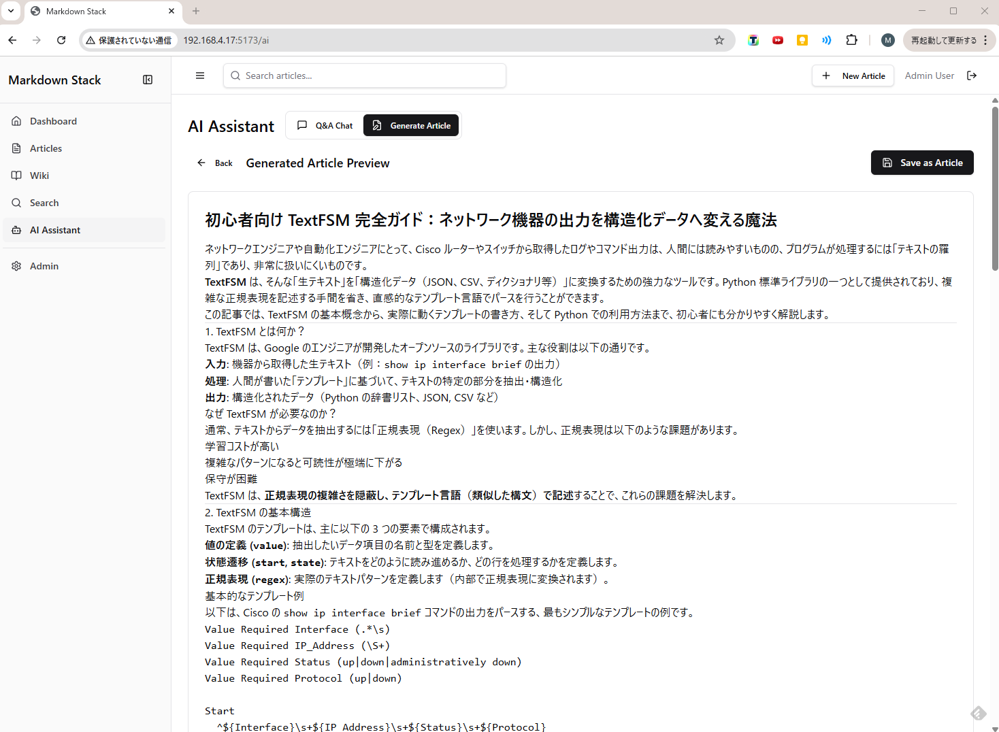 Markdown Stack
保護されていない通信
192.168.4.17:5173/ai
M
再起動して更新する
Markdown Stack
Search articles...
New Article
Admin User
Dashboard
Articles
Wiki
Search
AI Assistant
Admin
AI Assistant
Q&A Chat
Generate Article
Back
Generated Article Preview
Save as Article
初心者向け TextFSM 完全ガイド：ネットワーク機器の出力を構造化データへ変える魔法
ネットワークエンジニアや自動化エンジニアにとって、Cisco ルーターやスイッチから取得したログやコマンド出力は、人間には読みやすいものの、プログラムが処理するには「テキストの羅
列」であり、非常に扱いにくいものです。
TextFSM は、そんな「生テキスト」を「構造化データ（JSON、CSV、ディクショナリ等）」に変換するための強力なツールです。Python 標準ライブラリの一つとして提供されており、複
雑な正規表現を記述する手間を省き、直感的なテンプレート言語でパースを行うことができます。
この記事では、TextFSM の基本概念から、実際に動くテンプレートの書き方、そして Python での利用方法まで、初心者にも分かりやすく解説します。
1. TextFSM とは何か？
TextFSM は、Google のエンジニアが開発したオープンソースのライブラリです。主な役割は以下の通りです。
入力: 機器から取得した生テキスト（例：show ip interface brief の出力）
処理: 人間が書いた「テンプレート」に基づいて、テキストの特定の部分を抽出・構造化
出力: 構造化されたデータ（Python の辞書リスト、JSON, CSV など）
なぜ TextFSM が必要なのか？
通常、テキストからデータを抽出するには「正規表現（Regex）」を使います。しかし、正規表現は以下のような課題があります。
学習コストが高い
複雑なパターンになると可読性が極端に下がる
保守が困難
TextFSM は、正規表現の複雑さを隠蔽し、テンプレート言語（類似した構文）で記述することで、これらの課題を解決します。
2. TextFSM の基本構造
TextFSM のテンプレートは、主に以下の 3 つの要素で構成されます。
値の定義 (value): 抽出したいデータ項目の名前と型を定義します。
状態遷移 (start, state): テキストをどのように読み進めるか、どの行を処理するかを定義します。
正規表現 (regex): 実際のテキストパターンを定義します（内部で正規表現に変換されます）。
基本的なテンプレート例
以下は、Cisco の show ip interface brief コマンドの出力をパースする、最もシンプルなテンプレートの例です。
Value Required Interface (.*\s)
Value Required IP_Address (\S+)
Value Required Status (up|down|administratively down)
Value Required Protocol (up|down)
Start
^${Interface}\s+${IP_Address}\s+${Status}\s+${Protocol}